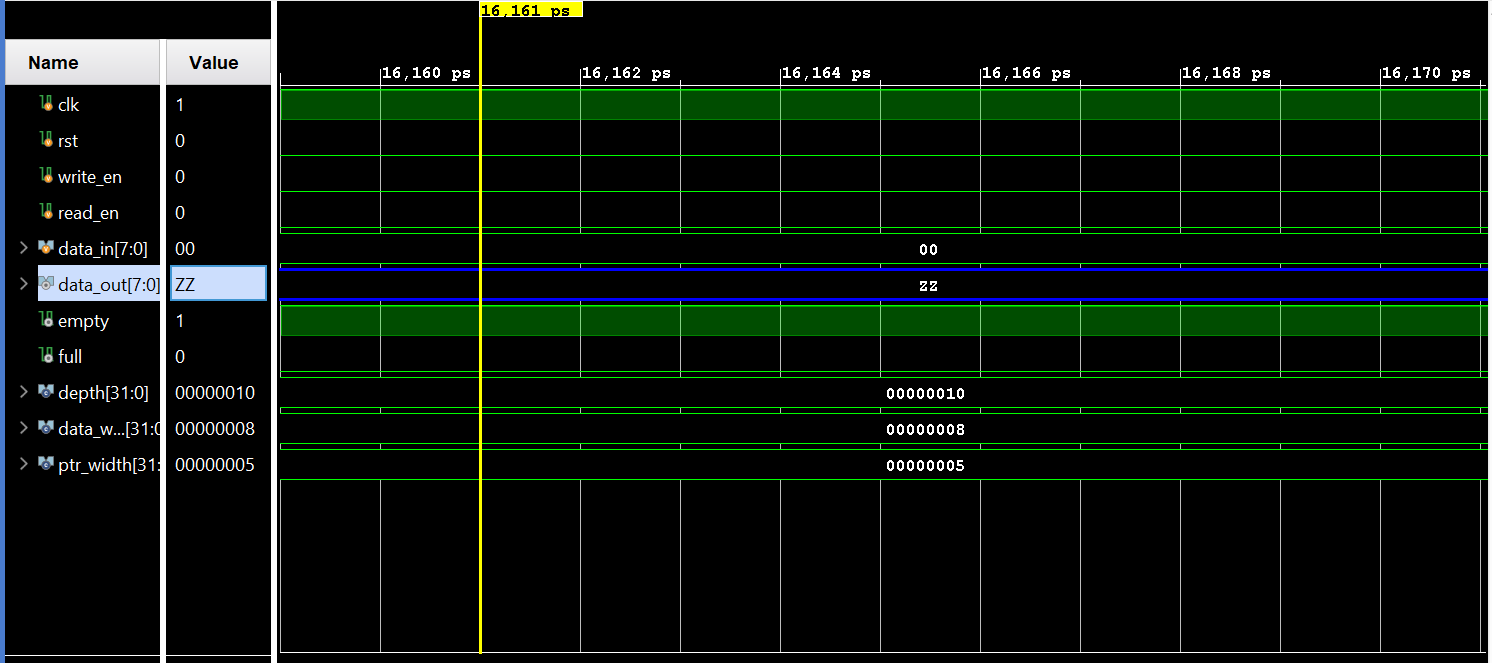 16,161 ps
Name Value
16,160 ps 16,162 ps 16,164 ps 16,166 ps 16,168 ps 16,170 ps
clk 1
rst 0
write_en 0
read_en 0
data_in[7:0] 00 00
data_out[7:0] ZZ ZZ
empty 1
full 0
depth[31:0] 00000010 00000010
data_w...[31:0 00000008 00000008
ptr_width[31: 00000005 00000005